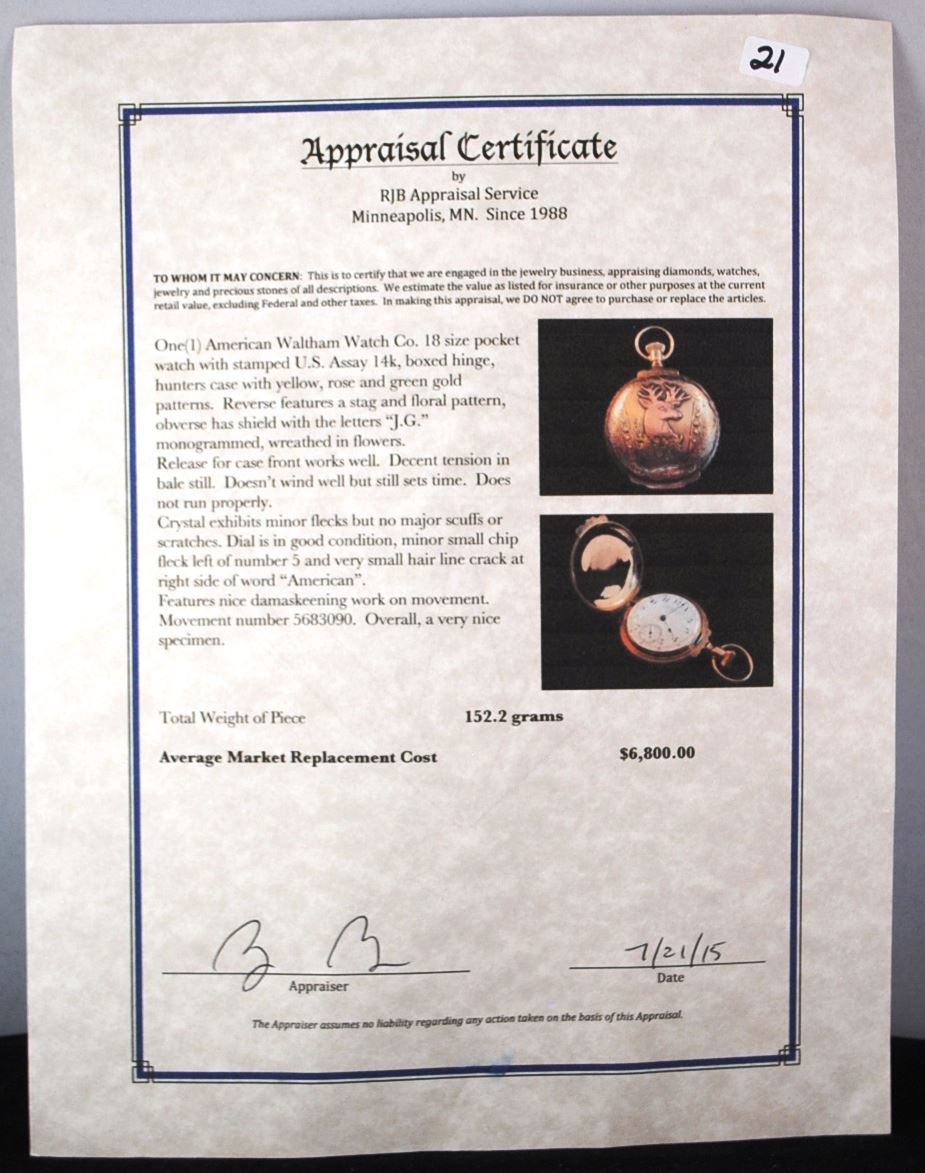 21
Appraisal Certificate
by
RJB Appraisal Service
Minneapolis, MN. Since 1988
TO WHOM IT MAY CONCERN: This is to certify that we are engaged in the jewelry business, appraising diamonds, watches,
jewelry and precious stones of all descriptions. We estimate the value as listed for insurance or other purposes at the current
retail value, excluding Federal and other taxes. In making this appraisal, we DO NOT agree to purchase or replace the articles.
One(1) American Waltham Watch Co. 18 size pocket
watch with stamped U.S. Assay 14k, boxed hinge,
hunters case with yellow, rose and green gold
patterns. Reverse features a stag and floral pattern,
obverse has shield with the letters “J.G.”
monogrammed, wreathed in flowers.
Release for case front works well. Decent tension in
bale still. Doesn't wind well but still sets time. Does
not run properly.
Crystal exhibits minor flecks but no major scuffs or
scratches. Dial is in good condition, minor small chip
fleck left of number 5 and very small hair line crack at
right side of word “American”.
Features nice damaskeening work on movement.
Movement number 5683090. Overall, a very nice
specimen.
Total Weight of Piece 152.2 grams
Average Market Replacement Cost $6,800.00
7/21/15
Appraiser Date
The Appraiser assumes no liability regarding any action taken on the basis of this Appraisal.